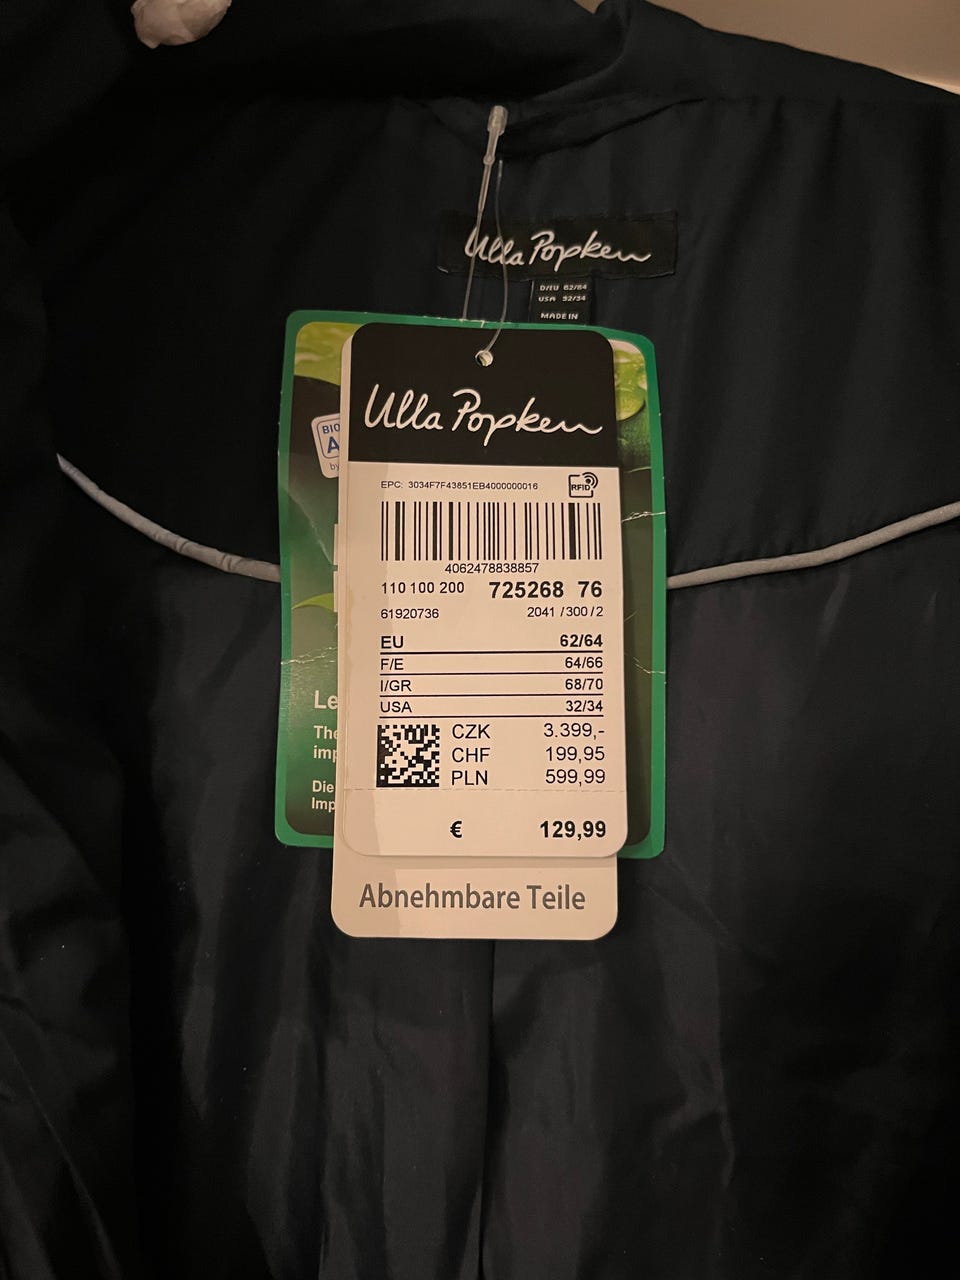 Ulla Popken
D/EU 62/64
USA 32/34
MADE IN
Ulla Popken
BIO
A
by
EPC: 3034F7F43851EB4000000016
RFID
4062478838857
110 100 200 725268 76
61920736 2041 /300/2
EU 62/64
F/E 64/66
I/GR 68/70
USA 32/34
CZK 3.399,-
CHF 199,95
PLN 599,99
€ 129,99
Le
The
imp
Die
Imp
Abnehmbare Teile